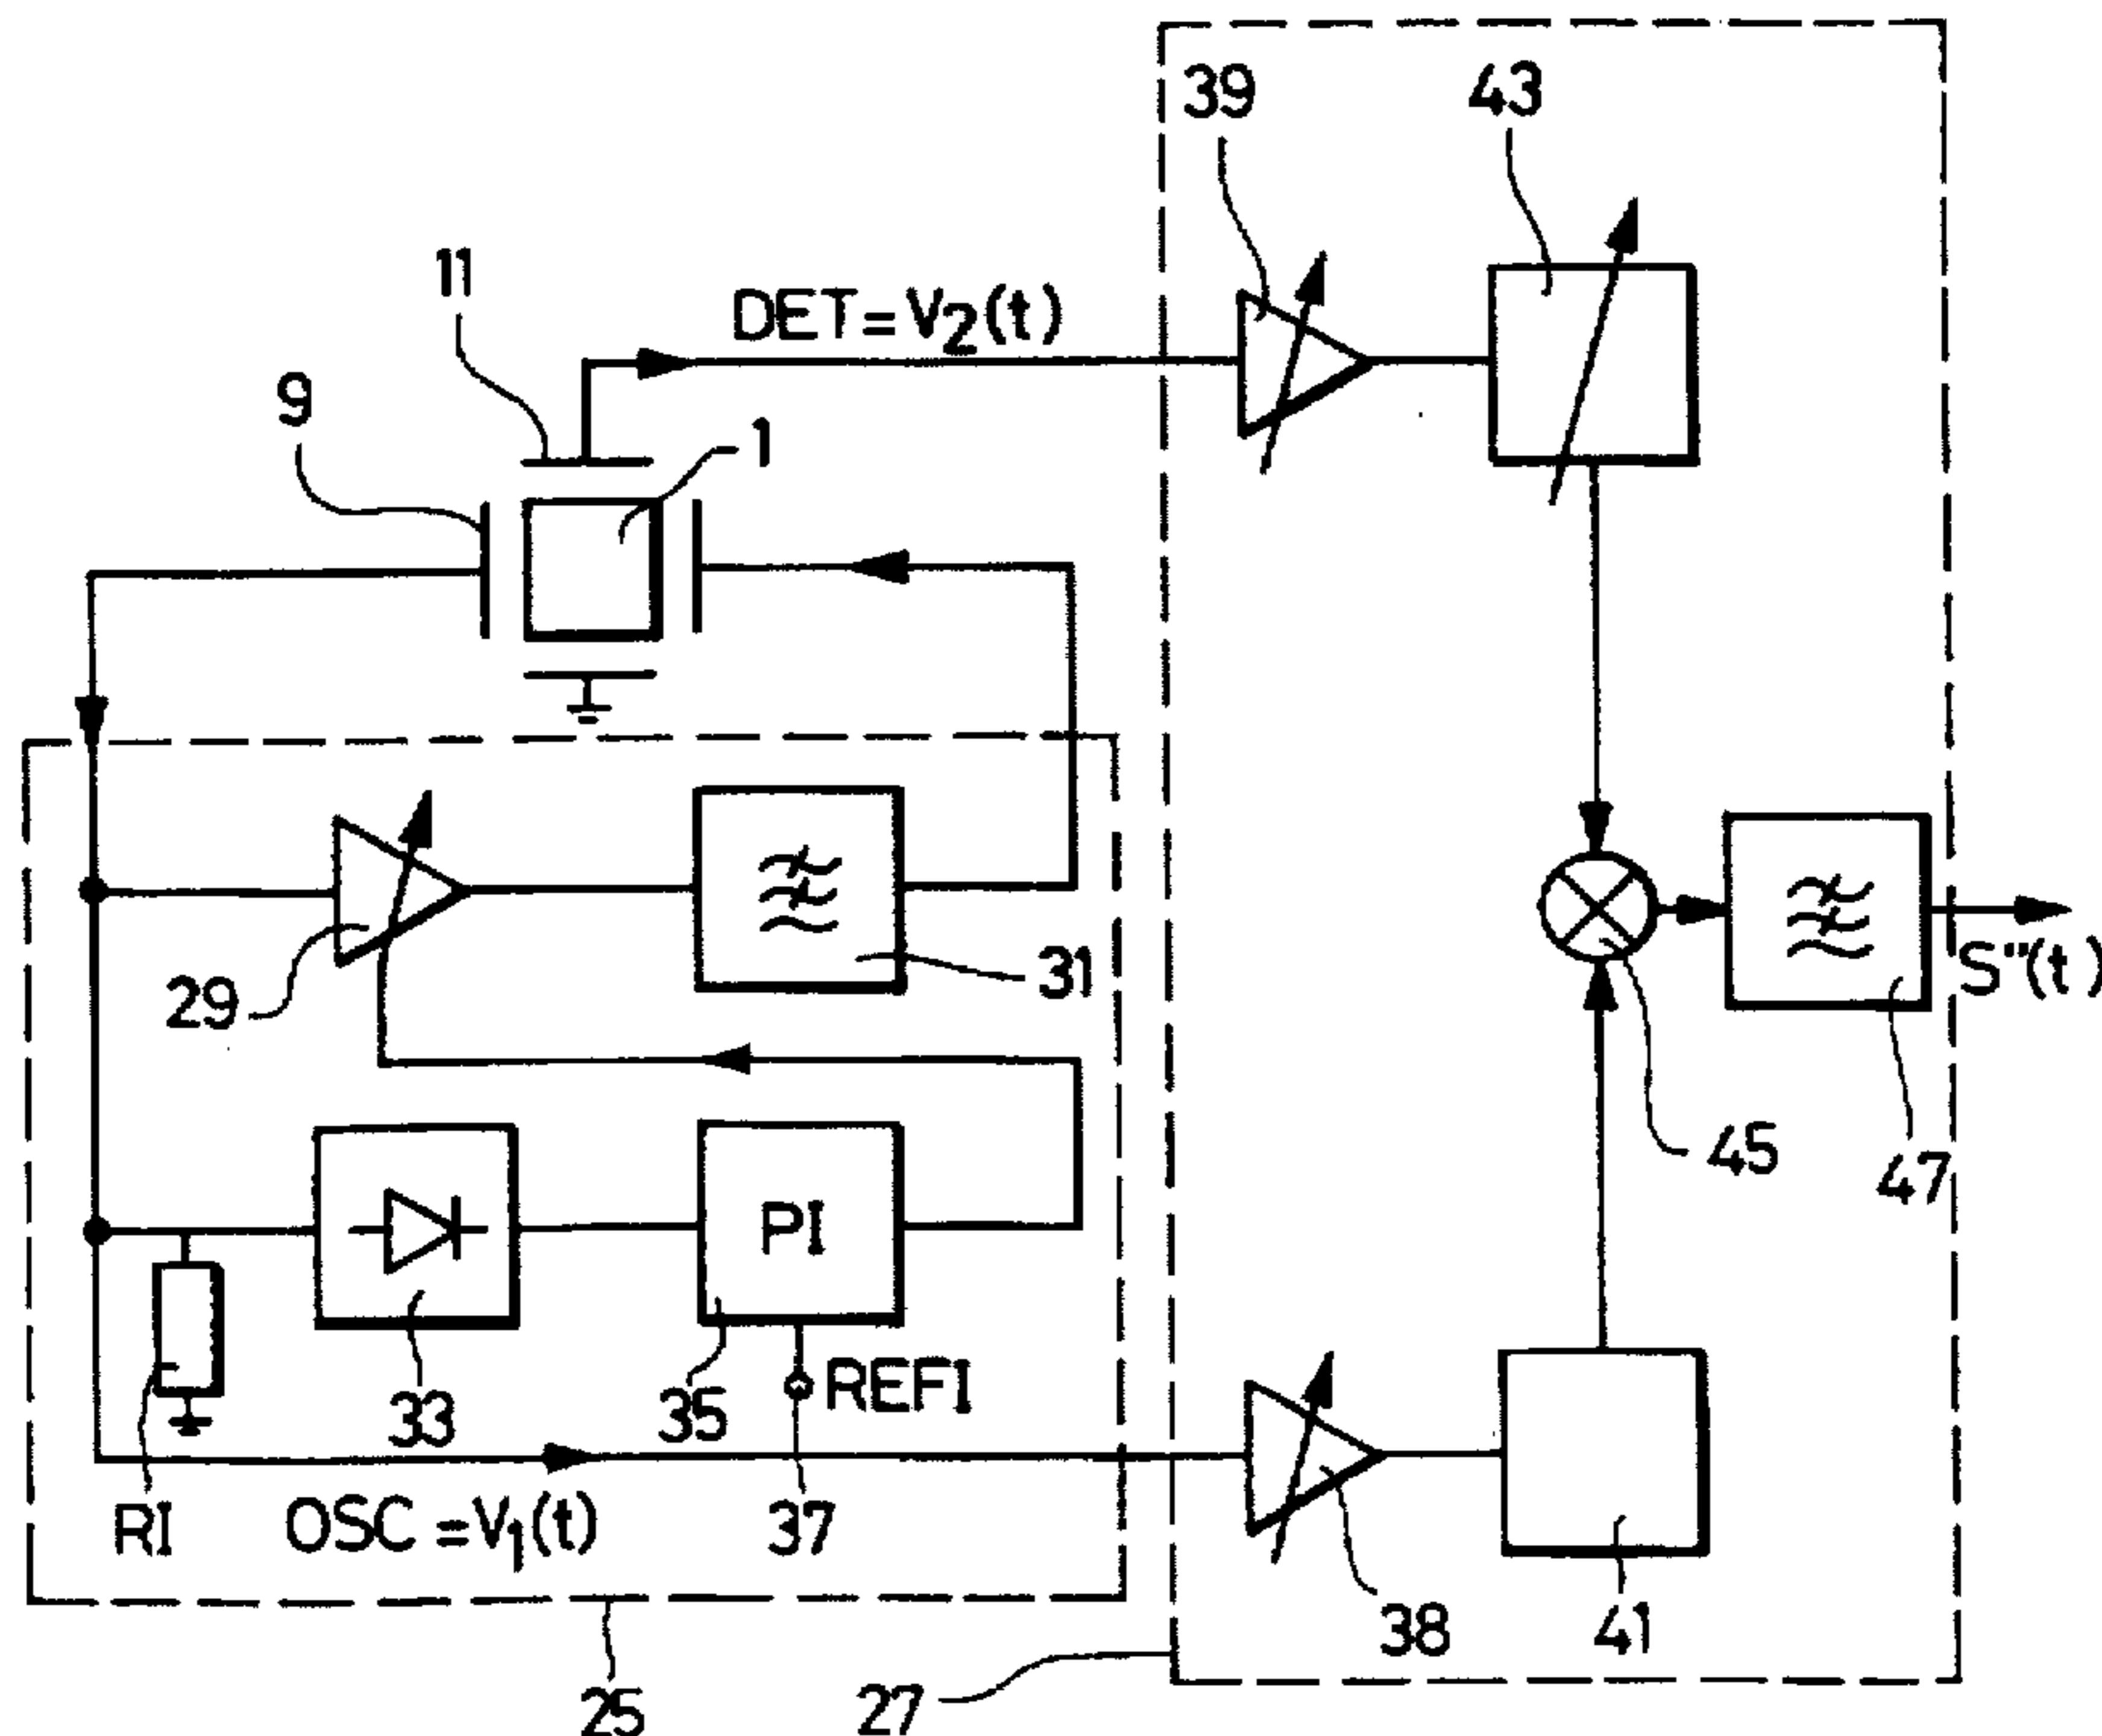 39
43
11
DET=V2(t)
9
1
29
31
S"(t)
45
47
PI
33
35
REFI
RI
OSC=V1(t)
37
38
41
25
27